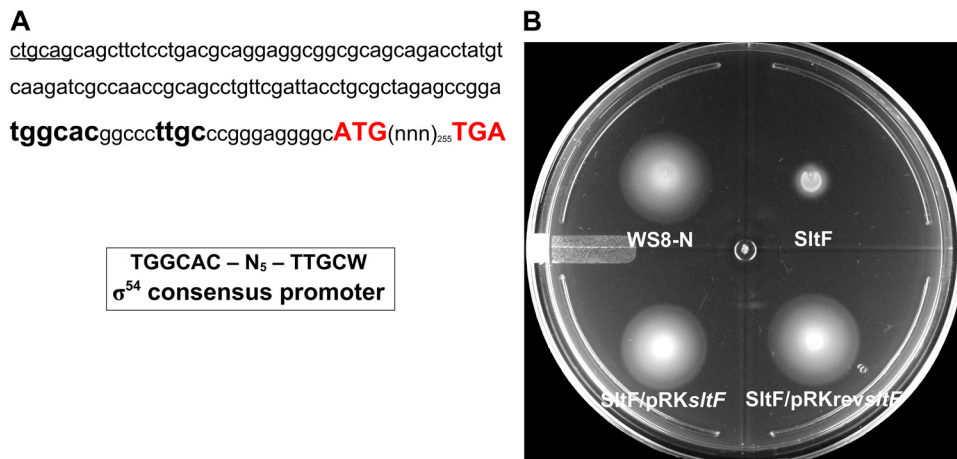 A
ctgcagcagcttctcctgacgcaggaggcggcgcagcagacctatgt
caagatcgccaaccgcagcctgttcgattacctgcgctagagccgga
tggcacggcccttgcccgggaggggcATG(nnn)255TGA
TGGCAC – N5 – TTGCW
σ54 consensus promoter
B
WS8-N
SltF
SltF/pRKsltF
SltF/pRKrevsltF